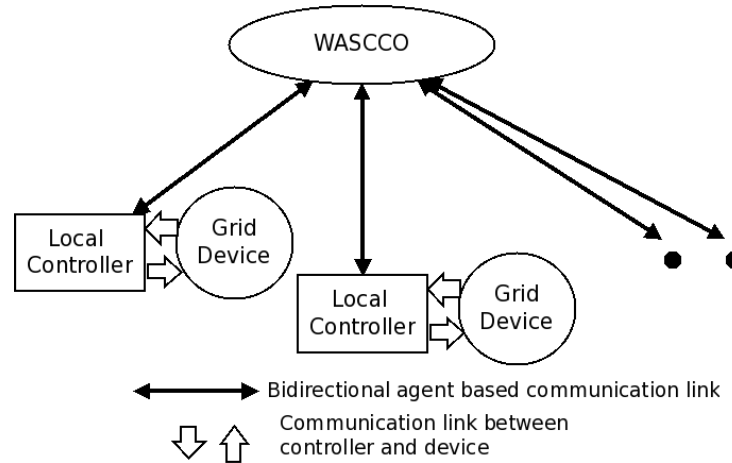 WASCCO
Local
Controller
Grid
Device
Local
Controller
Grid
Device
Bidirectional agent based communication link
Communication link between
controller and device